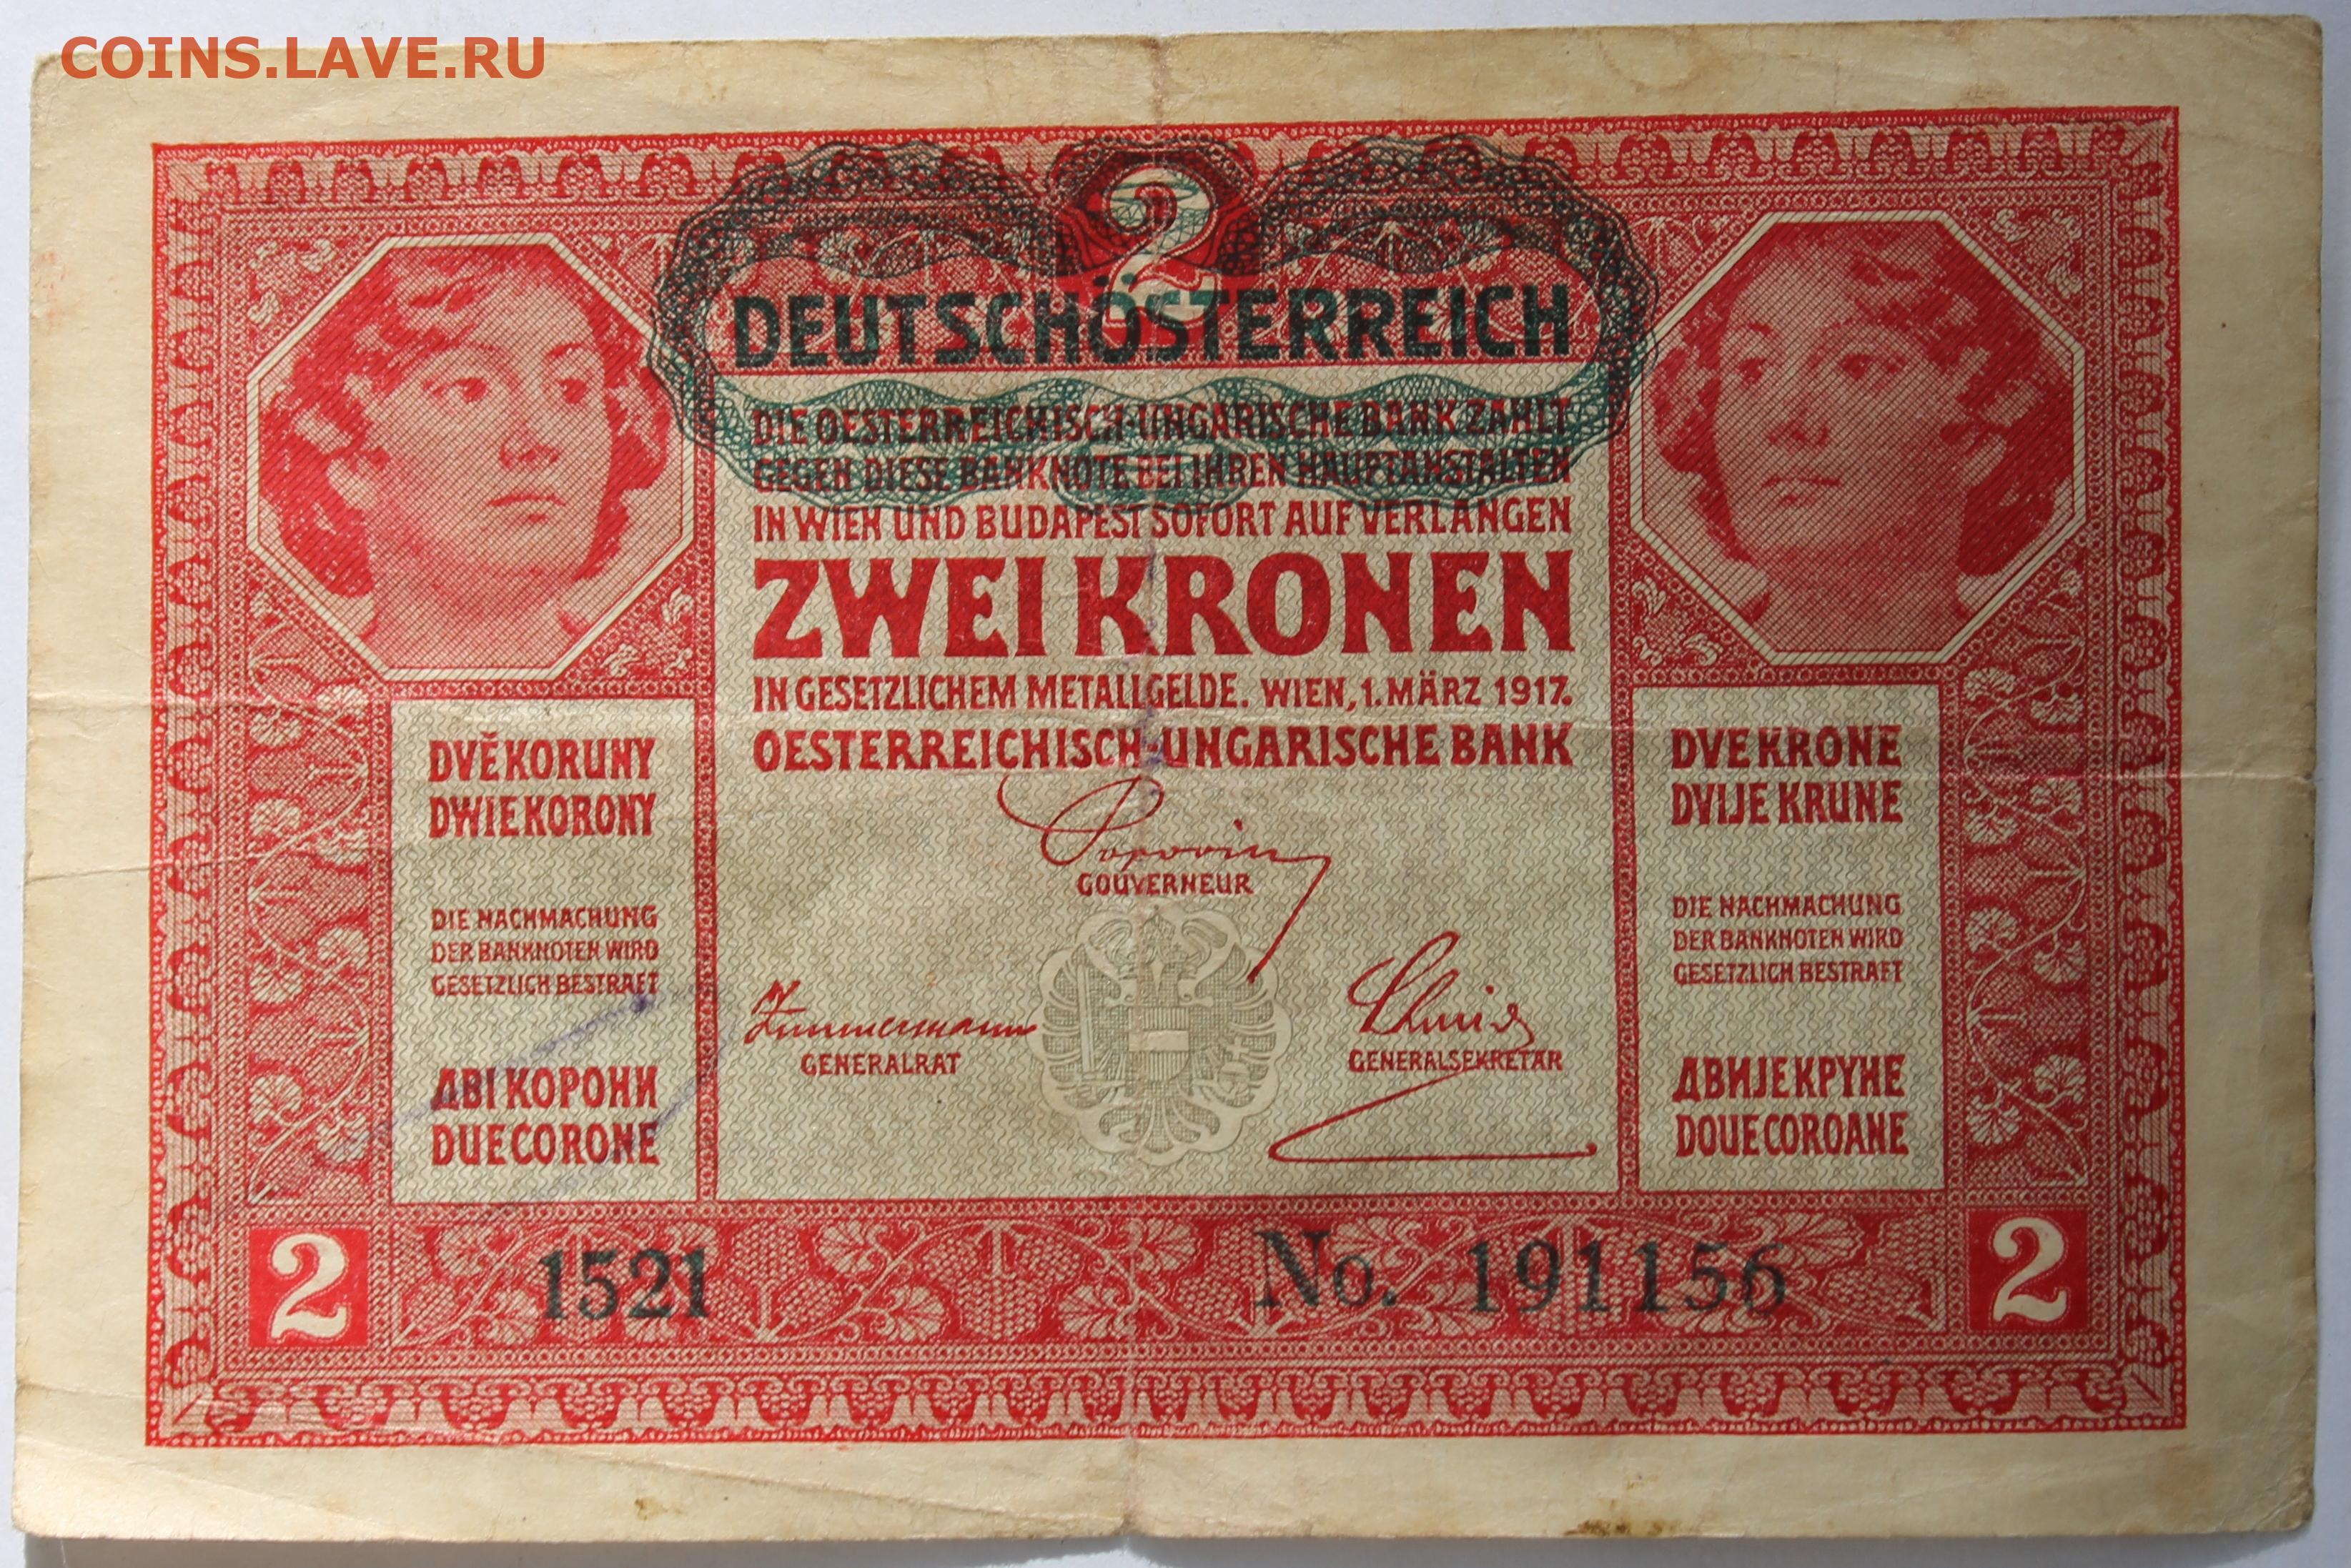 COINS.LAVE.RU
2
DEUTSCHÖSTERREICH
DIE OESTERREICHISCH-UNGARISCHE BANK ZAHLT
GEGEN DIESE BANKNOTE BEI IHREN HAUPTANSTALTEN
IN WIEN UND BUDAPEST SOFORT AUF VERLANGEN
ZWEI KRONEN
IN GESETZLICHEM METALLGELDE. WIEN, 1. MÄRZ 1917.
OESTERREICHISCH-UNGARISCHE BANK
Popovics
GOUVERNEUR
Zimmermann
GENERALRAT
Schmid
GENERALSEKRETÄR
DVĚ KORUNY
DWIE KORONY
DIE NACHMACHUNG
DER BANKNOTEN WIRD
GESETZLICH BESTRAFT
ДВІ КОРОНИ
DUE CORONE
DVE KRONE
DVIJE KRUNE
DIE NACHMACHUNG
DER BANKNOTEN WIRD
GESETZLICH BESTRAFT
ДВИЈЕ КРУНЕ
DOUE COROANE
2
1521
No. 191156
2